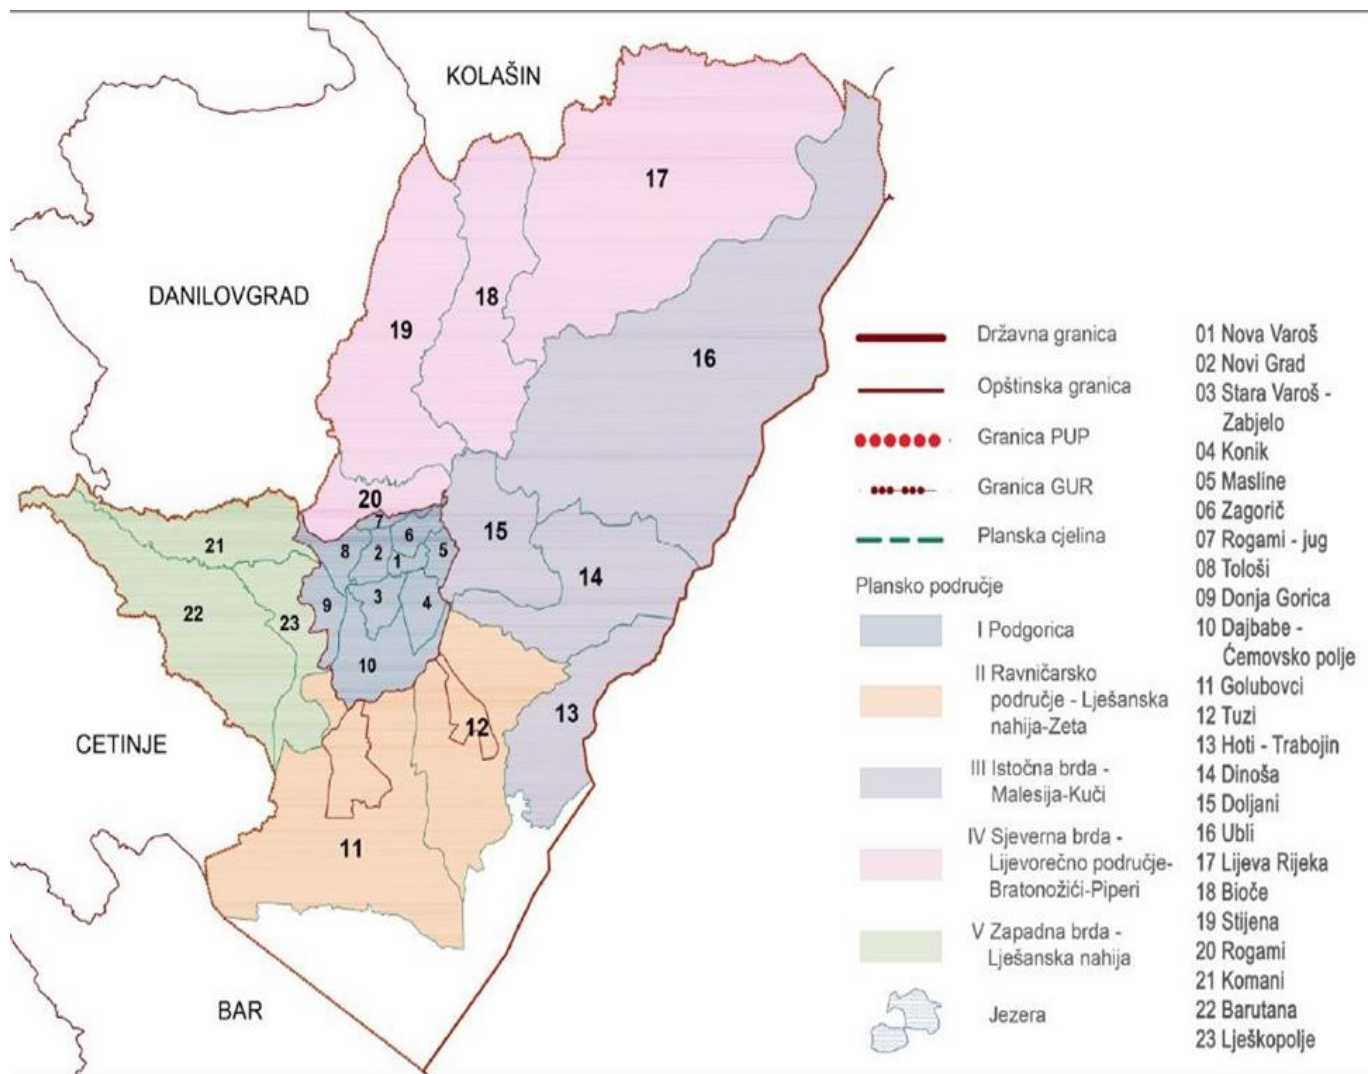 KOLAŠIN
17
DANILOVGRAD
18
19
16
20
7
6
21
8
2
5
15
1
14
9
3
4
22
23
10
13
12
CETINJE
11
BAR
Državna granica
Opštinska granica
Granica PUP
Granica GUR
Planska cjelina
Plansko područje
I Podgorica
II Ravničarsko
područje - Lješanska
nahija-Zeta
III Istočna brda -
Malesija-Kuči
IV Sjeverna brda -
Lijevorečno područje-
Bratonožići-Piperi
V Zapadna brda -
Lješanska nahija
Jezera
01 Nova Varoš
02 Novi Grad
03 Stara Varoš -
Zabjelo
04 Konik
05 Masline
06 Zagorič
07 Rogami - jug
08 Tološi
09 Donja Gorica
10 Dajbabe -
Ćemovsko polje
11 Golubovci
12 Tuzi
13 Hoti - Trabojin
14 Dinoša
15 Doljani
16 Ubli
17 Lijeva Rijeka
18 Bioče
19 Stijena
20 Rogami
21 Komani
22 Barutana
23 Lješkopolje